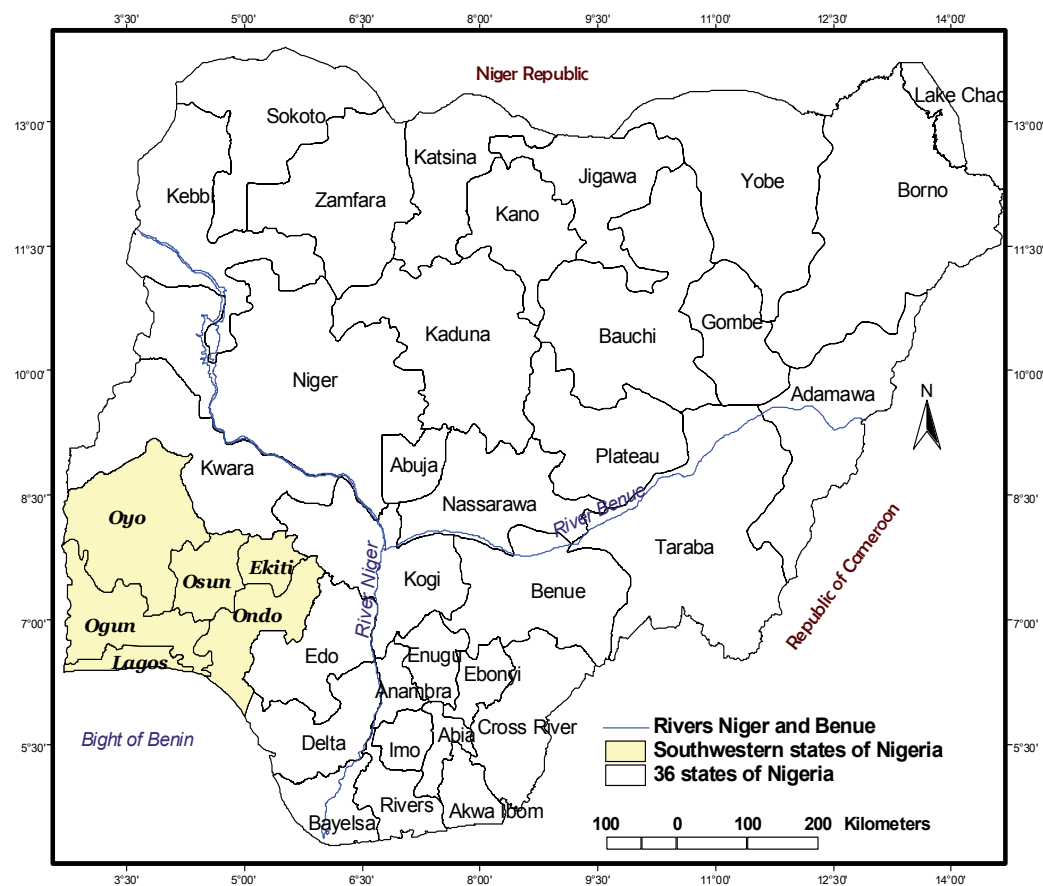 3°30' 5°00' 6°30' 8°00' 9°30' 11°00' 12°30' 14°00'
Niger Republic
Lake Chad
13°00' 13°00'
Sokoto
Katsina
Jigawa
Yobe
Borno
Kebbi
Zamfara
Kano
11°30' 11°30'
Kaduna
Bauchi
Gombe
10°00' 10°00'
Niger
Adamawa
N
Kwara
Abuja
Plateau
8°30' 8°30'
Nassarawa
River Benue
Oyo
Taraba
Republic of Cameroon
Osun
Ekiti
River Niger
Kogi
Benue
7°00' 7°00'
Ogun
Ondo
Lagos
Edo
Enugu
Ebonyi
Anambra
Cross River
Rivers Niger and Benue
Bight of Benin
Delta
Imo
Abia
5°30' 5°30'
Southwestern states of Nigeria
36 states of Nigeria
Rivers
Akwa Ibom
Bayelsa
100 0 100 200 Kilometers
3°30' 5°00' 6°30' 8°00' 9°30' 11°00' 12°30' 14°00'